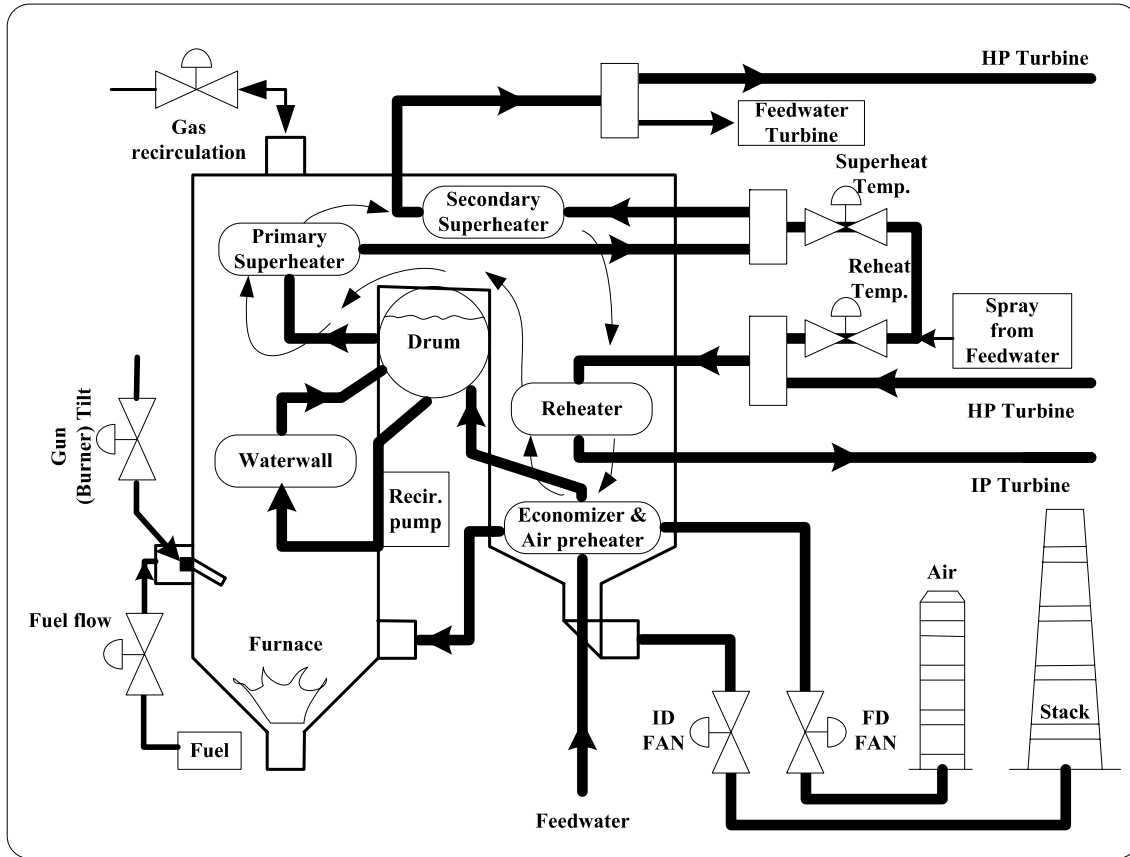 HP Turbine
Feedwater
Turbine
Gas
recirculation
Superheat
Temp.
Secondary
Superheater
Primary
Superheater
Reheat
Temp.
Spray
from
Feedwater
Drum
Reheater
HP Turbine
Gun
(Burner) Tilt
Waterwall
IP Turbine
Recir.
pump
Economizer &
Air preheater
Air
Fuel flow
Furnace
ID
FAN
FD
FAN
Stack
Fuel
Feedwater